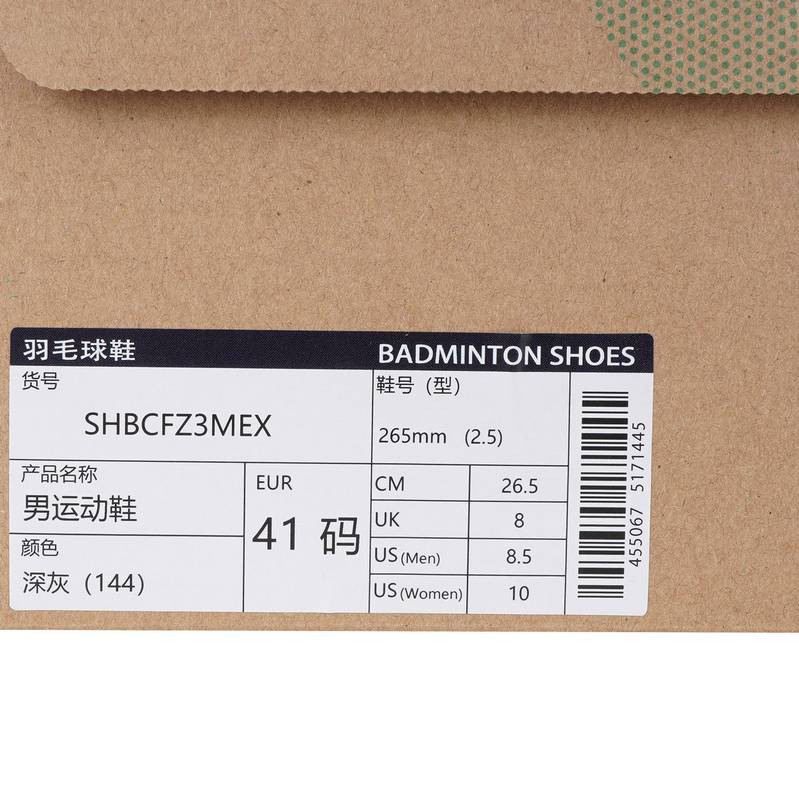 羽毛球鞋 BADMINTON SHOES
货号
SHBCFZ3MEX
鞋号（型）
265mm (2.5)
产品名称
男运动鞋
颜色
深灰（144）
EUR
41 码
CM 26.5
UK 8
US (Men) 8.5
US (Women) 10
455067 5171445